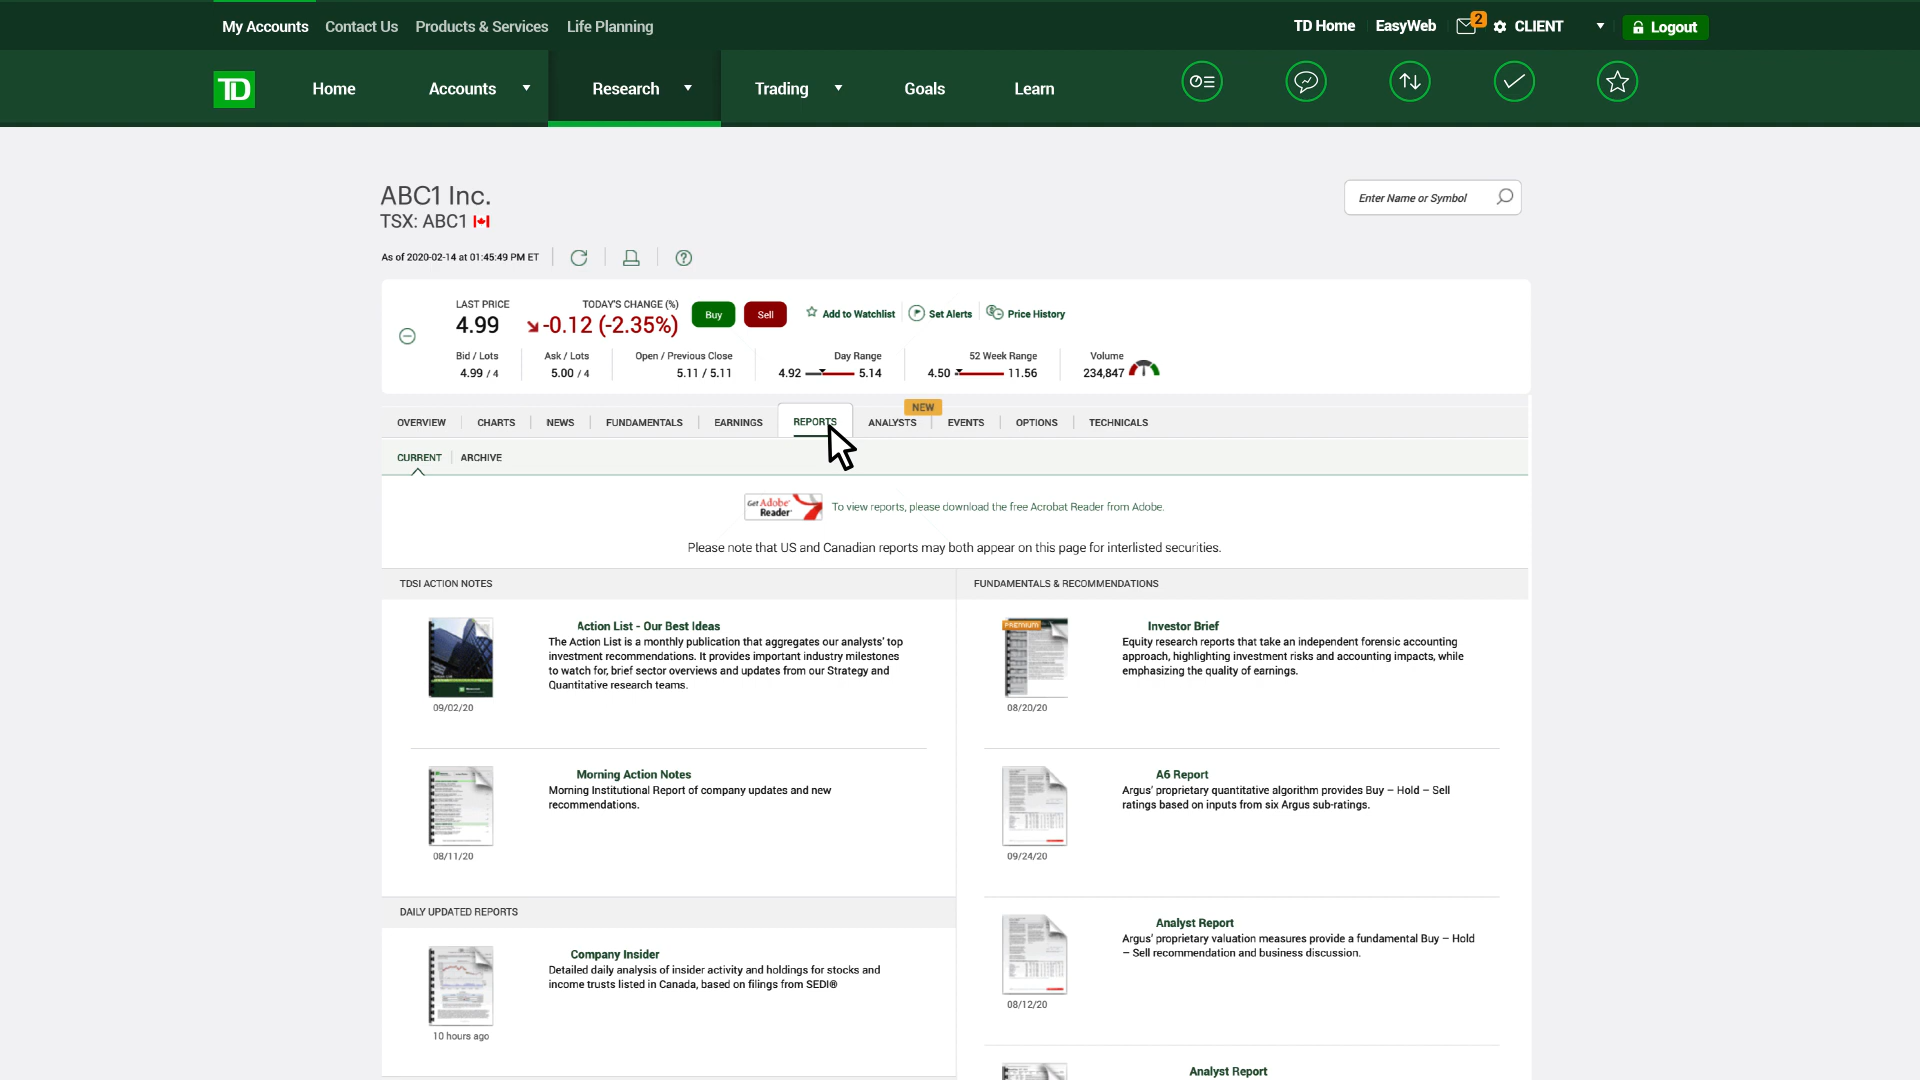 My Accounts Contact Us Products & Services Life Planning
TD Home EasyWeb 2 CLIENT Logout
TD Home Accounts Research Trading Goals Learn
ABC1 Inc.
TSX: ABC1
Enter Name or Symbol
As of 2020-02-14 at 01:45:49 PM ET
LAST PRICE TODAY'S CHANGE (%)
4.99 -0.12 (-2.35%) Buy Sell Add to Watchlist Set Alerts Price History
Bid / Lots Ask / Lots Open / Previous Close Day Range 52 Week Range Volume
4.99 / 4 5.00 / 4 5.11 / 5.11 4.92 5.14 4.50 11.56 234,847
NEW
OVERVIEW CHARTS NEWS FUNDAMENTALS EARNINGS REPORTS ANALYSTS EVENTS OPTIONS TECHNICALS
CURRENT ARCHIVE
Get Adobe Reader To view reports, please download the free Acrobat Reader from Adobe.
Please note that US and Canadian reports may both appear on this page for interlisted securities.
TDSI ACTION NOTES
Action List - Our Best Ideas
The Action List is a monthly publication that aggregates our analysts' top
investment recommendations. It provides important industry milestones
to watch for, brief sector overviews and updates from our Strategy and
Quantitative research teams.
09/02/20
Morning Action Notes
Morning Institutional Report of company updates and new
recommendations.
08/11/20
DAILY UPDATED REPORTS
Company Insider
Detailed daily analysis of insider activity and holdings for stocks and
income trusts listed in Canada, based on filings from SEDI®
10 hours ago
FUNDAMENTALS & RECOMMENDATIONS
PREMIUM
Investor Brief
Equity research reports that take an independent forensic accounting
approach, highlighting investment risks and accounting impacts, while
emphasizing the quality of earnings.
08/20/20
A6 Report
Argus' proprietary quantitative algorithm provides Buy – Hold – Sell
ratings based on inputs from six Argus sub-ratings.
09/24/20
Analyst Report
Argus' proprietary valuation measures provide a fundamental Buy – Hold
– Sell recommendation and business discussion.
08/12/20
Analyst Report